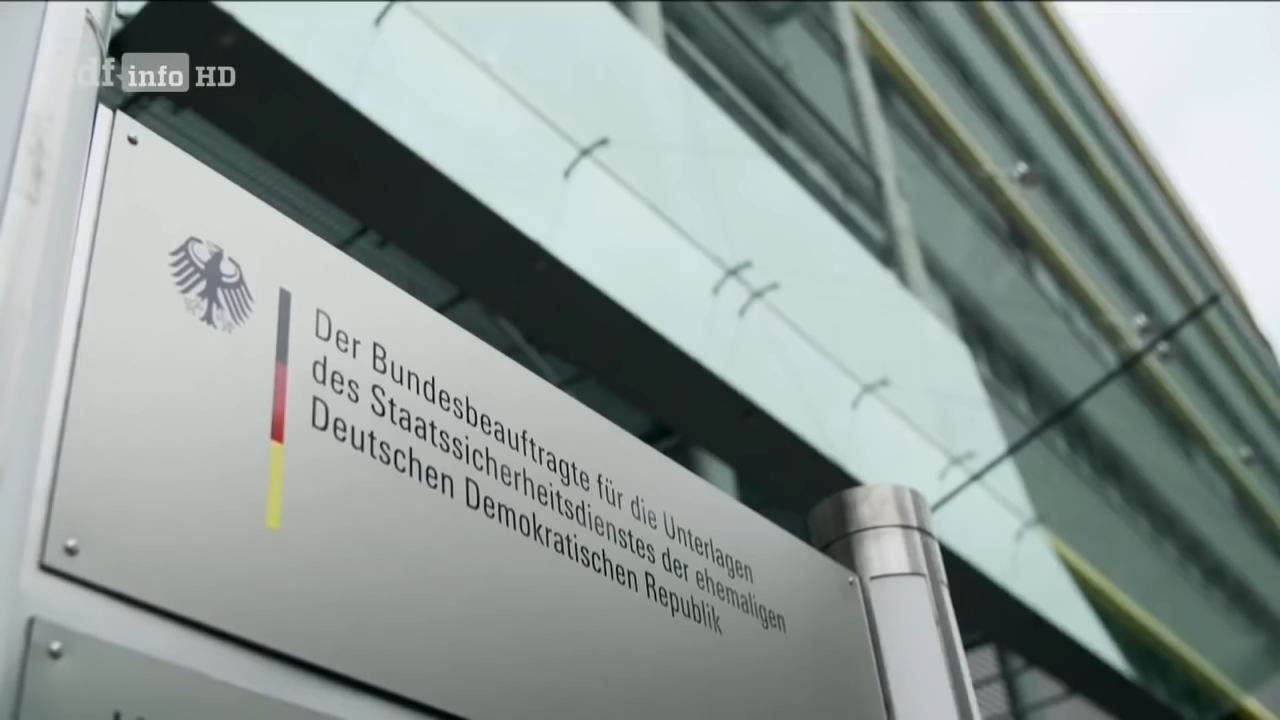 df info HD
Der Bundesbeauftragte für die Unterlagen
des Staatssicherheitsdienstes der ehemaligen
Deutschen Demokratischen Republik